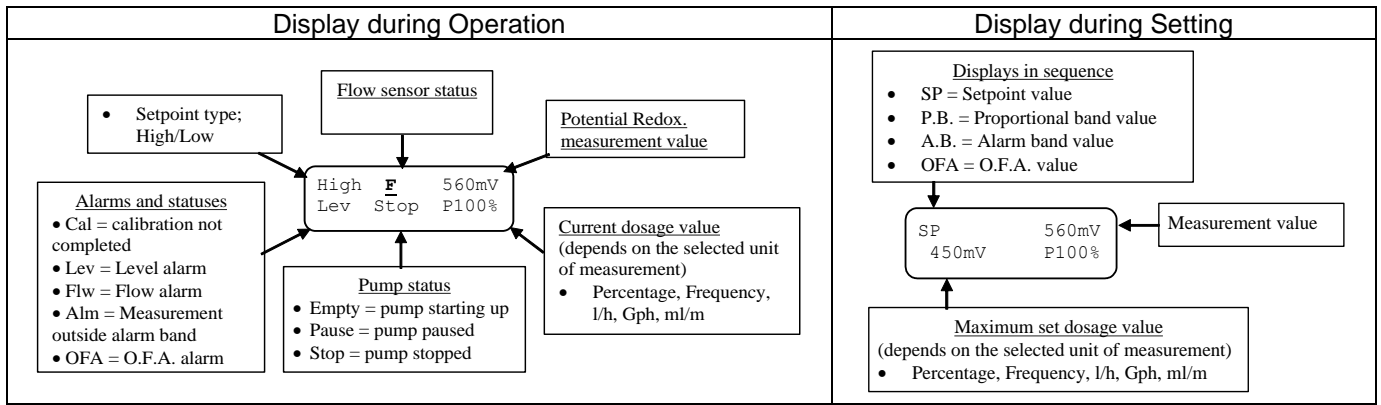 Display during Operation
Display during Setting
Flow sensor status
• Setpoint type;
High/Low
Potential Redox.
measurement value
High F 560mV
Lev Stop P100%
Alarms and statuses
• Cal = calibration not
completed
• Lev = Level alarm
• Flw = Flow alarm
• Alm = Measurement
outside alarm band
• OFA = O.F.A. alarm
Pump status
• Empty = pump starting up
• Pause = pump paused
• Stop = pump stopped
Current dosage value
(depends on the selected unit
of measurement)
• Percentage, Frequency,
l/h, Gph, ml/m
Displays in sequence
• SP = Setpoint value
• P.B. = Proportional band value
• A.B. = Alarm band value
• OFA = O.F.A. value
SP 560mV
450mV P100%
Measurement value
Maximum set dosage value
(depends on the selected unit of measurement)
• Percentage, Frequency, l/h, Gph, ml/m